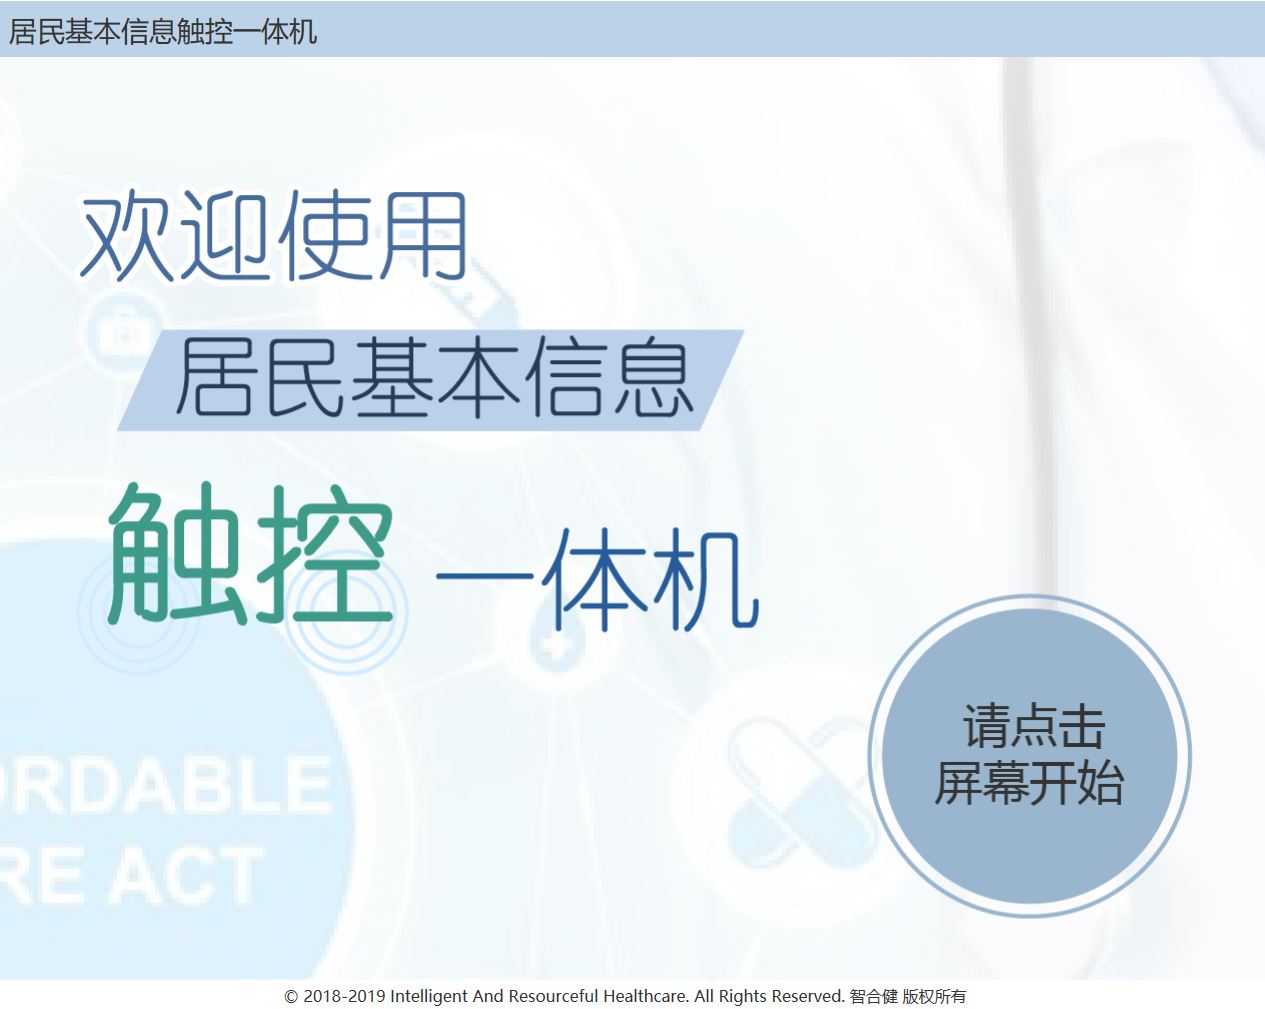 居民基本信息触控一体机
欢迎使用
居民基本信息
触控 一体机
ORDABLE
RE ACT
请点击
屏幕开始
© 2018-2019 Intelligent And Resourceful Healthcare. All Rights Reserved. 智合健 版权所有